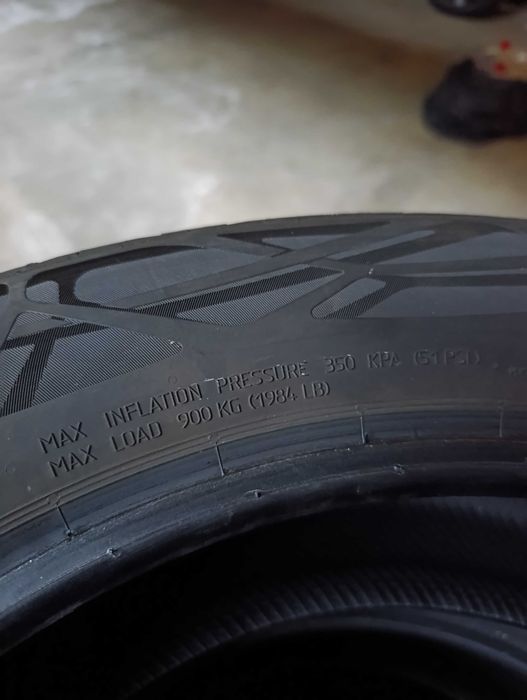 MAX INFLATION PRESSURE 350 KPA (51 PSI)
MAX LOAD 900 KG (1984 LB)